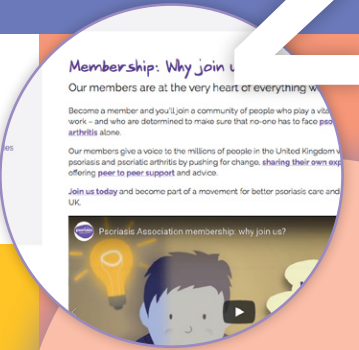 Membership: Why join u
Our members are at the very heart of everything w
Become a member and you'll join a community of people who play a vita
work – and who are determined to make sure that no-one has to face pso
arthritis alone.
Our members give a voice to the millions of people in the United Kingdom w
psoriasis and psoriatic arthritis by pushing for change, sharing their own exp
offering peer to peer support and advice.
Join us today and become part of a movement for better psoriasis care and
UK.
Psoriasis Association membership: why join us?